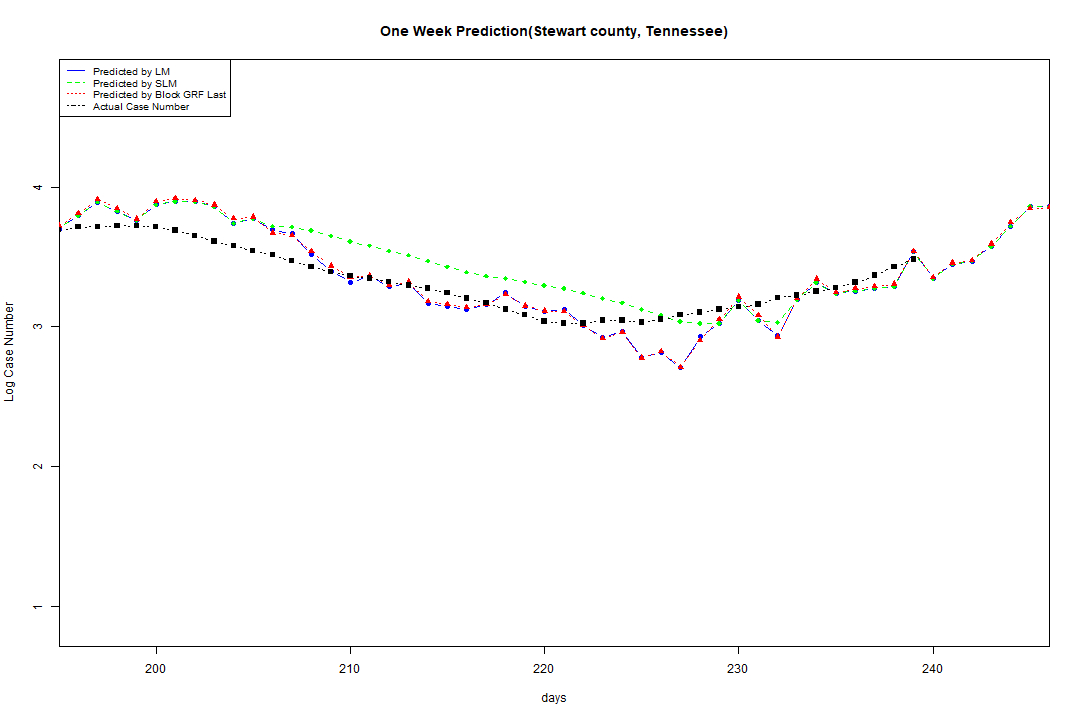 One Week Prediction(Stewart county, Tennessee)
Predicted by LM
Predicted by SLM
Predicted by Block GRF Last
Actual Case Number
Log Case Number
4
3
2
1
200 210 220 230 240
days